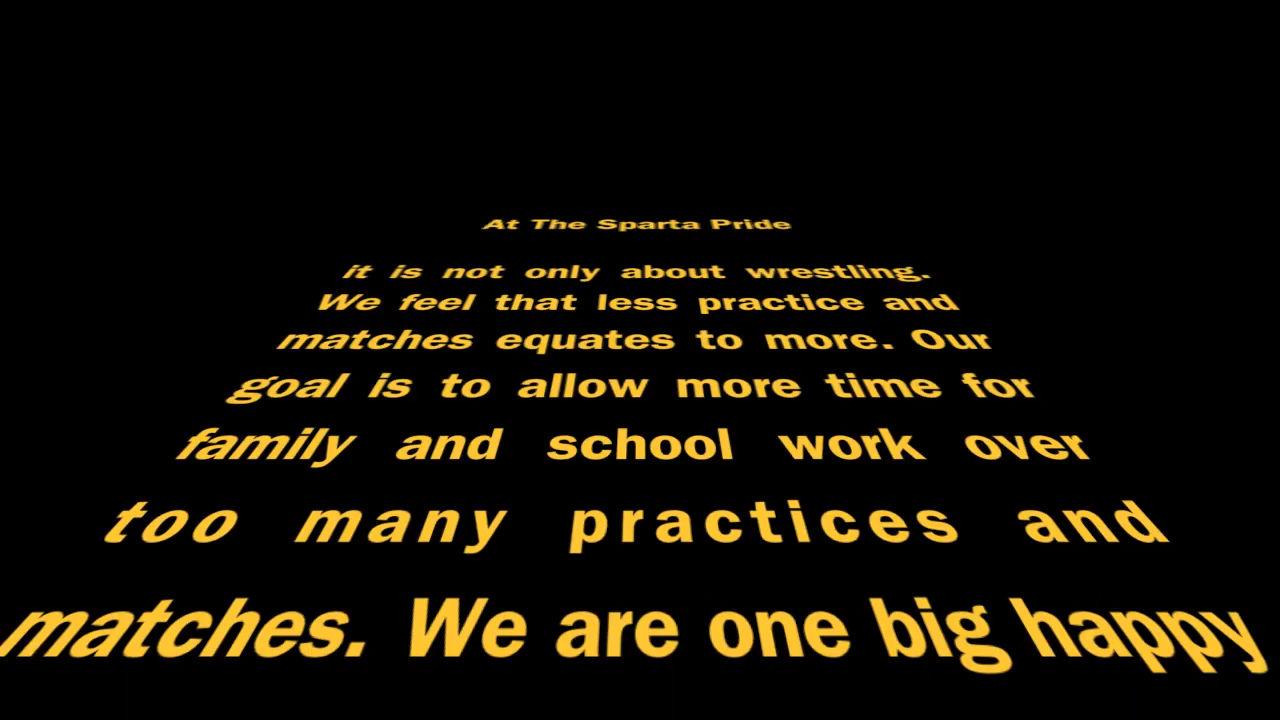 At The Sparta Pride
it is not only about wrestling.
We feel that less practice and
matches equates to more. Our
goal is to allow more time for
family and school work over
too many practices and
matches. We are one big happy